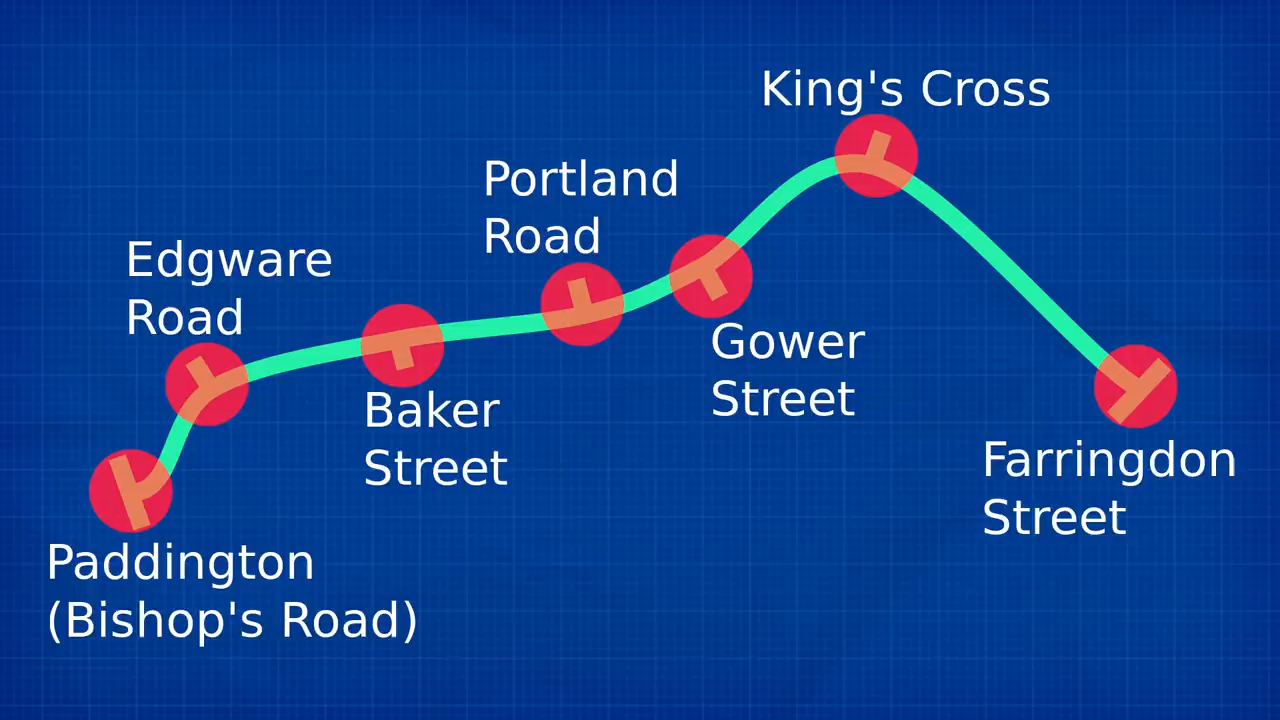 King's Cross
Portland
Road
Edgware
Road
Gower
Street
Baker
Street
Farringdon
Street
Paddington
(Bishop's Road)